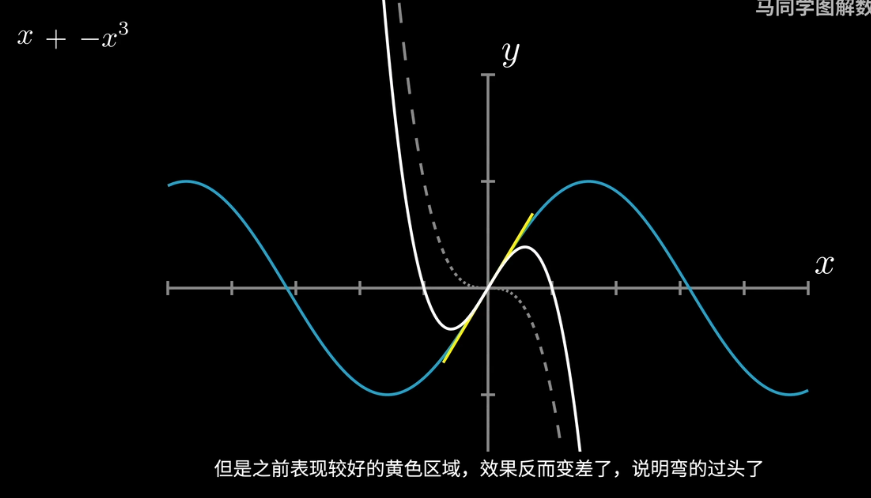 马同学图解数
x + −x³
y
x
但是之前表现较好的黄色区域，效果反而变差了，说明弯的过头了